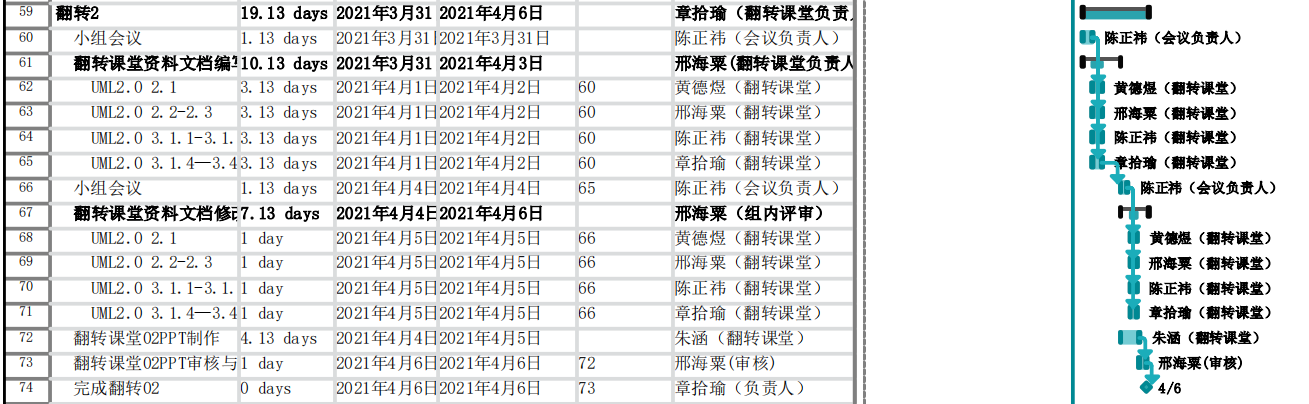 59 翻转2 19.13 days 2021年3月31 2021年4月6日 章拾瑜（翻转课堂负责
60 小组会议 1.13 days 2021年3月31 2021年3月31日 陈正祎（会议负责人） 陈正祎（会议负责人）
61 翻转课堂资料文档编写 10.13 days 2021年3月31 2021年4月3日 邢海粟(翻转课堂负责人
62 UML2.0 2.1 3.13 days 2021年4月1日 2021年4月2日 60 黄德煜（翻转课堂） 黄德煜（翻转课堂）
63 UML2.0 2.2-2.3 3.13 days 2021年4月1日 2021年4月2日 60 邢海粟（翻转课堂） 邢海粟（翻转课堂）
64 UML2.0 3.1.1-3.1. 3.13 days 2021年4月1日 2021年4月2日 60 陈正祎（翻转课堂） 陈正祎（翻转课堂）
65 UML2.0 3.1.4—3.4 3.13 days 2021年4月1日 2021年4月2日 60 章拾瑜（翻转课堂） 章拾瑜（翻转课堂）
66 小组会议 1.13 days 2021年4月4日 2021年4月4日 65 陈正祎（会议负责人） 陈正祎（会议负责人）
67 翻转课堂资料文档修改 7.13 days 2021年4月4日 2021年4月6日 邢海粟（组内评审）
68 UML2.0 2.1 1 day 2021年4月5日 2021年4月5日 66 黄德煜（翻转课堂） 黄德煜（翻转课堂）
69 UML2.0 2.2-2.3 1 day 2021年4月5日 2021年4月5日 66 邢海粟（翻转课堂） 邢海粟（翻转课堂）
70 UML2.0 3.1.1-3.1. 1 day 2021年4月5日 2021年4月5日 66 陈正祎（翻转课堂） 陈正祎（翻转课堂）
71 UML2.0 3.1.4—3.4 1 day 2021年4月5日 2021年4月5日 66 章拾瑜（翻转课堂） 章拾瑜（翻转课堂）
72 翻转课堂02PPT制作 4.13 days 2021年4月4日 2021年4月5日 朱涵（翻转课堂） 朱涵（翻转课堂）
73 翻转课堂02PPT审核与 1 day 2021年4月6日 2021年4月6日 72 邢海粟(审核) 邢海粟(审核)
74 完成翻转02 0 days 2021年4月6日 2021年4月6日 73 章拾瑜（负责人） 4/6